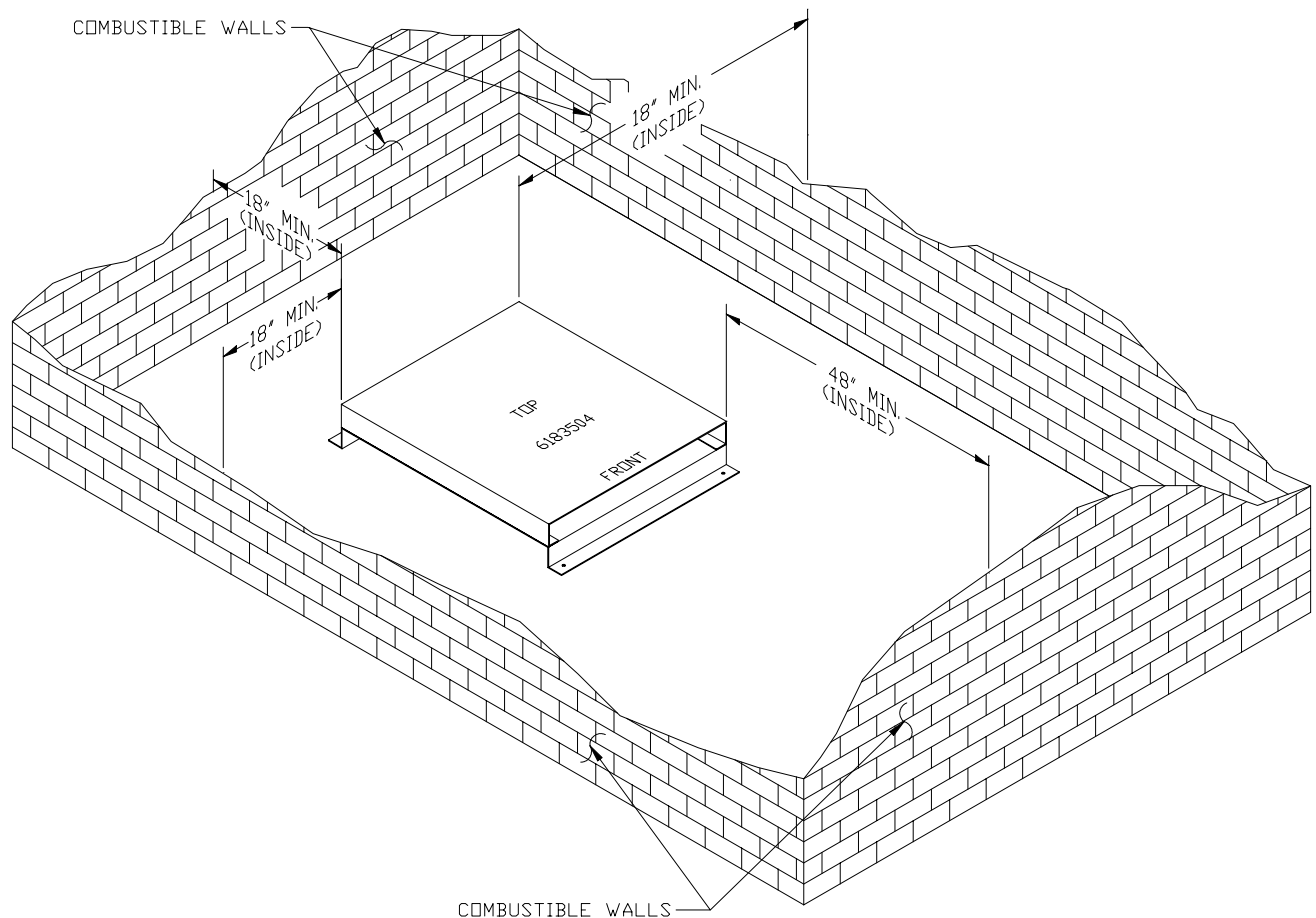 COMBUSTIBLE WALLS
18" MIN.
(INSIDE)
18" MIN.
(INSIDE)
18" MIN.
(INSIDE)
48" MIN.
(INSIDE)
TOP
6183504
FRONT
COMBUSTIBLE WALLS